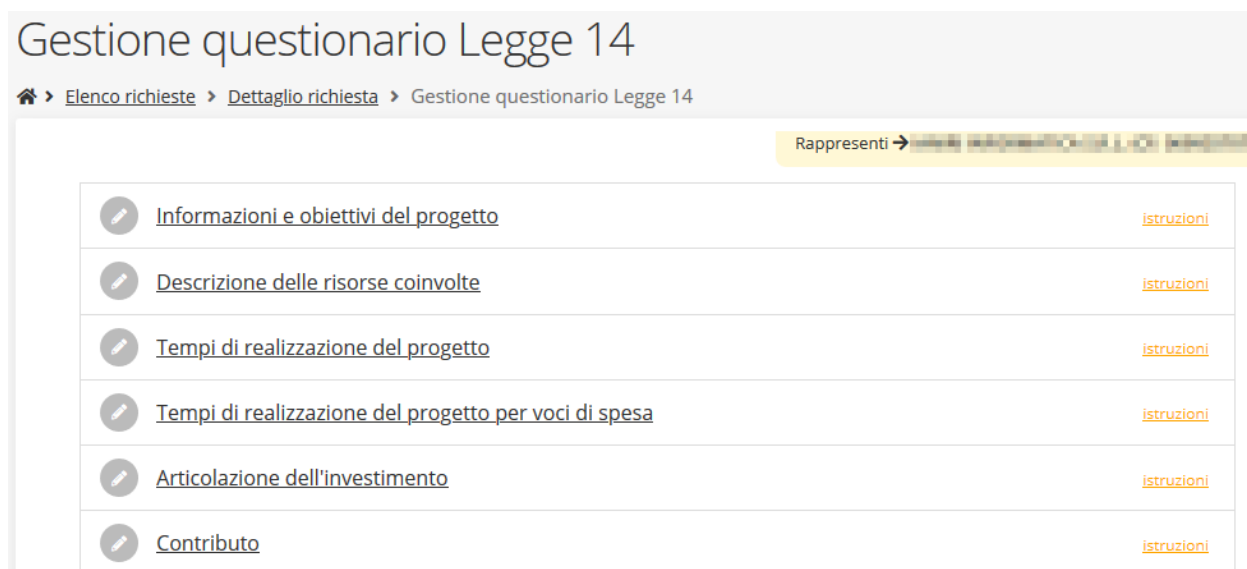 Gestione questionario Legge 14
Elenco richieste > Dettaglio richiesta > Gestione questionario Legge 14
Rappresenti
Informazioni e obiettivi del progetto istruzioni
Descrizione delle risorse coinvolte istruzioni
Tempi di realizzazione del progetto istruzioni
Tempi di realizzazione del progetto per voci di spesa istruzioni
Articolazione dell'investimento istruzioni
Contributo istruzioni